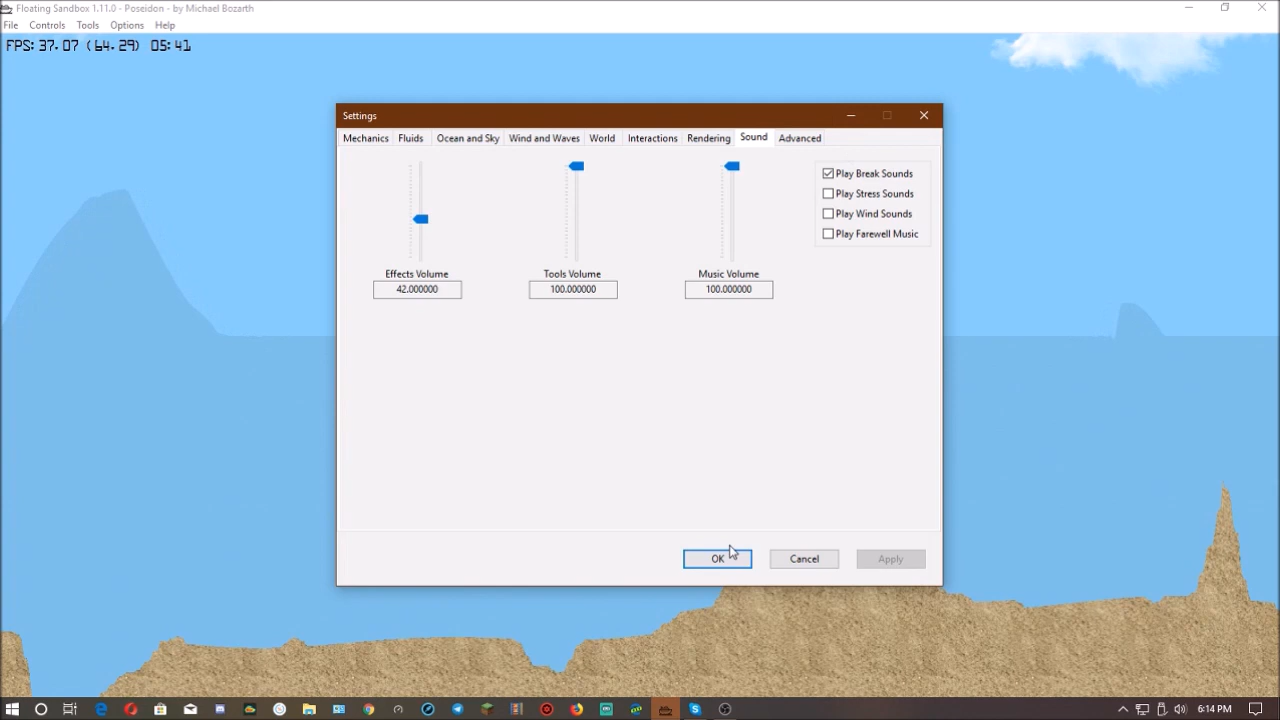 Floating Sandbox 1.11.0 - Poseidon - by Michael Bozarth
File Controls Tools Options Help
FPS: 37.07 (64.29) 05:41
Settings
Mechanics Fluids Ocean and Sky Wind and Waves World Interactions Rendering Sound Advanced
Play Break Sounds
Play Stress Sounds
Play Wind Sounds
Play Farewell Music
Effects Volume Tools Volume Music Volume
42.000000 100.000000 100.000000
OK Cancel Apply
6:14 PM